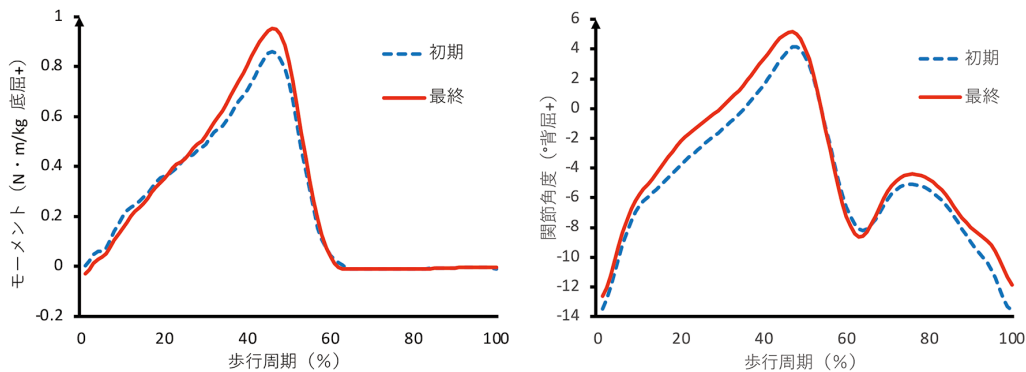 モーメント（N・m/kg 底屈+）
1
0.8
0.6
0.4
0.2
0
-0.2
0 20 40 60 80 100
歩行周期（%）
初期
最終
関節角度（°背屈+）
6
4
2
0
-2
-4
-6
-8
-10
-12
-14
0 20 40 60 80 100
歩行周期（%）
初期
最終